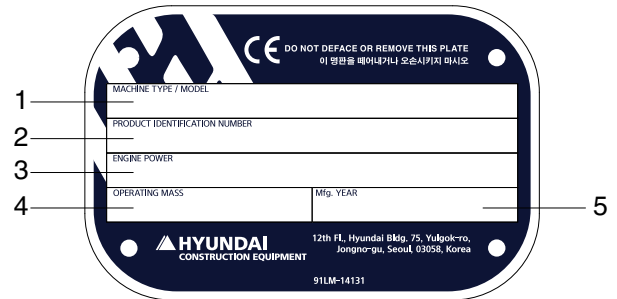 CE DO NOT DEFACE OR REMOVE THIS PLATE
이 명판을 떼어내거나 오손시키지 마시오
1 MACHINE TYPE / MODEL
2 PRODUCT IDENTIFICATION NUMBER
3 ENGINE POWER
4 OPERATING MASS Mfg. YEAR 5
HYUNDAI
CONSTRUCTION EQUIPMENT
12th Fl., Hyundai Bldg. 75, Yulgok-ro,
Jongno-gu, Seoul, 03058, Korea
91LM-14131